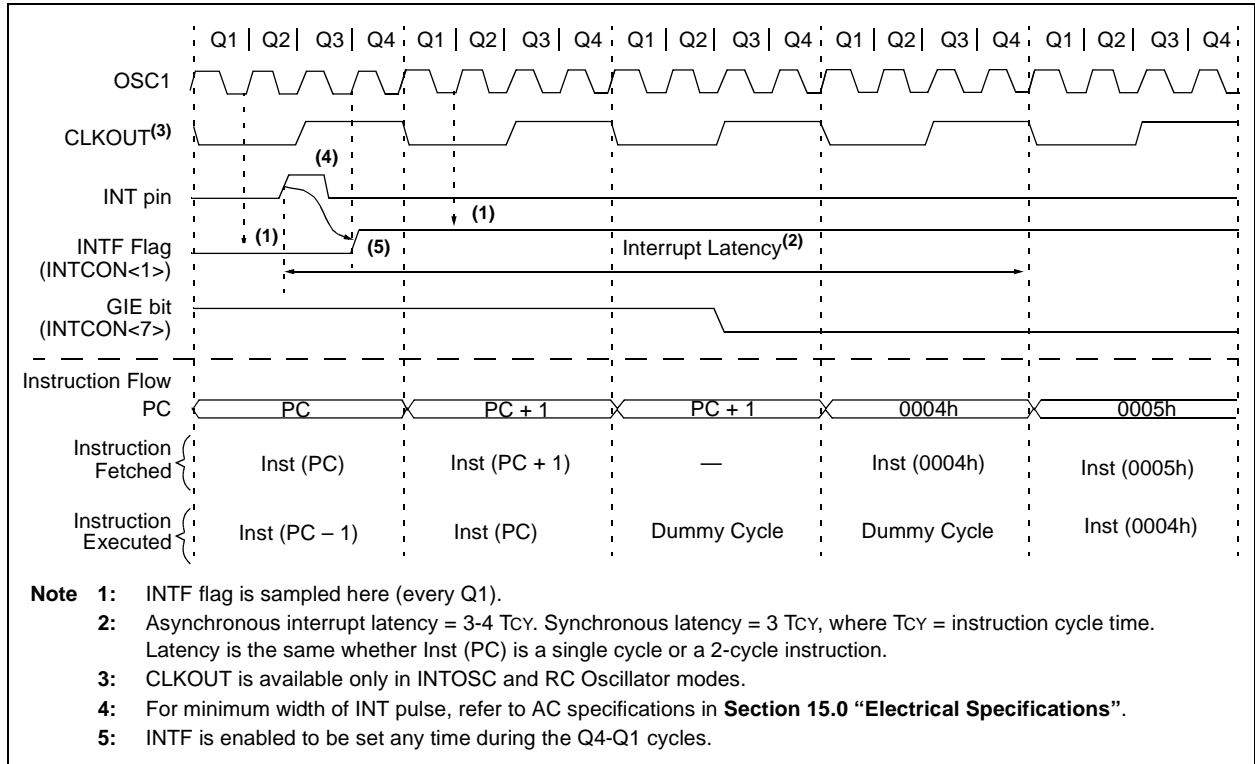 Q1 | Q2 | Q3 | Q4 Q1 | Q2 | Q3 | Q4 Q1 | Q2 | Q3 | Q4 Q1 | Q2 | Q3 | Q4 Q1 | Q2 | Q3 | Q4
OSC1
CLKOUT(3)
(4)
INT pin
(1)
INTF Flag
(INTCON<1>)
(1)
(5)
Interrupt Latency(2)
GIE bit
(INTCON<7>)
Instruction Flow
PC PC PC + 1 PC + 1 0004h 0005h
Instruction
Fetched
Inst (PC) Inst (PC + 1) — Inst (0004h) Inst (0005h)
Instruction
Executed
Inst (PC – 1) Inst (PC) Dummy Cycle Dummy Cycle Inst (0004h)
Note 1: INTF flag is sampled here (every Q1).
2: Asynchronous interrupt latency = 3-4 TCY. Synchronous latency = 3 TCY, where TCY = instruction cycle time.
Latency is the same whether Inst (PC) is a single cycle or a 2-cycle instruction.
3: CLKOUT is available only in INTOSC and RC Oscillator modes.
4: For minimum width of INT pulse, refer to AC specifications in Section 15.0 “Electrical Specifications”.
5: INTF is enabled to be set any time during the Q4-Q1 cycles.